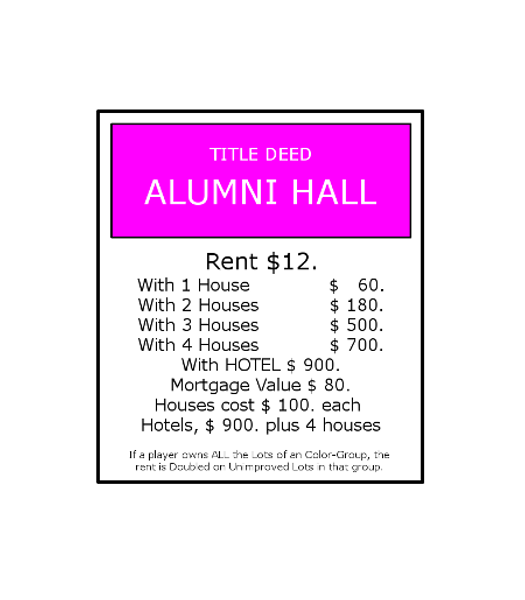 TITLE DEED
ALUMNI HALL
Rent $12.
With 1 House $ 60.
With 2 Houses $ 180.
With 3 Houses $ 500.
With 4 Houses $ 700.
With HOTEL $ 900.
Mortgage Value $ 80.
Houses cost $ 100. each
Hotels, $ 900. plus 4 houses
If a player owns ALL the Lots of an Color-Group, the
rent is Doubled on Unimproved Lots in that group.